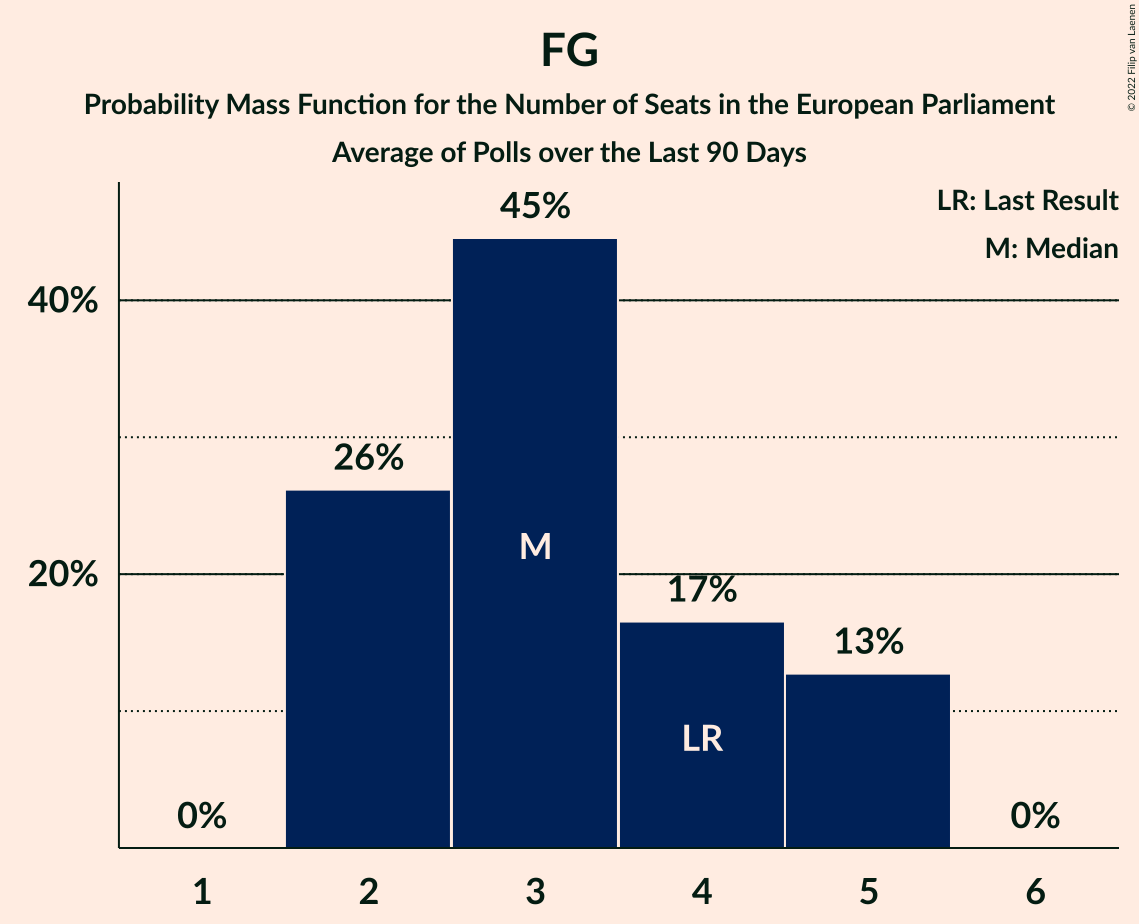 FG
Probability Mass Function for the Number of Seats in the European Parliament
Average of Polls over the Last 90 Days
© 2022 Filip van Laenen
LR: Last Result
M: Median
45%
40%
26%
M
20%
17%
13%
LR
0%
0%
1 2 3 4 5 6